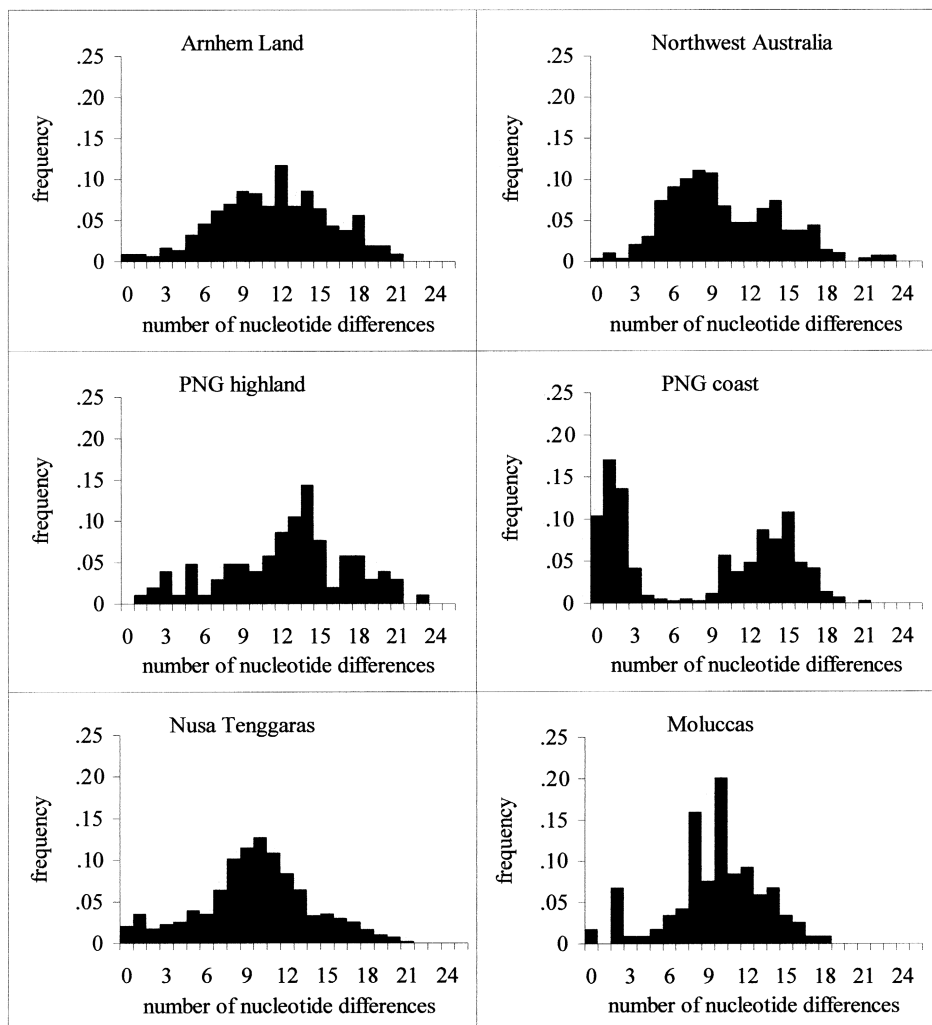 Arnhem Land
.25
.20
.15
.10
.05
0
frequency
0 3 6 9 12 15 18 21 24
number of nucleotide differences
Northwest Australia
.25
.20
.15
.10
.05
0
frequency
0 3 6 9 12 15 18 21 24
number of nucleotide differences
PNG highland
.25
.20
.15
.10
.05
0
frequency
0 3 6 9 12 15 18 21 24
number of nucleotide differences
PNG coast
.25
.20
.15
.10
.05
0
frequency
0 3 6 9 12 15 18 21 24
number of nucleotide differences
Nusa Tenggaras
.25
.20
.15
.10
.05
0
frequency
0 3 6 9 12 15 18 21 24
number of nucleotide differences
Moluccas
.25
.20
.15
.10
.05
0
frequency
0 3 6 9 12 15 18 21 24
number of nucleotide differences